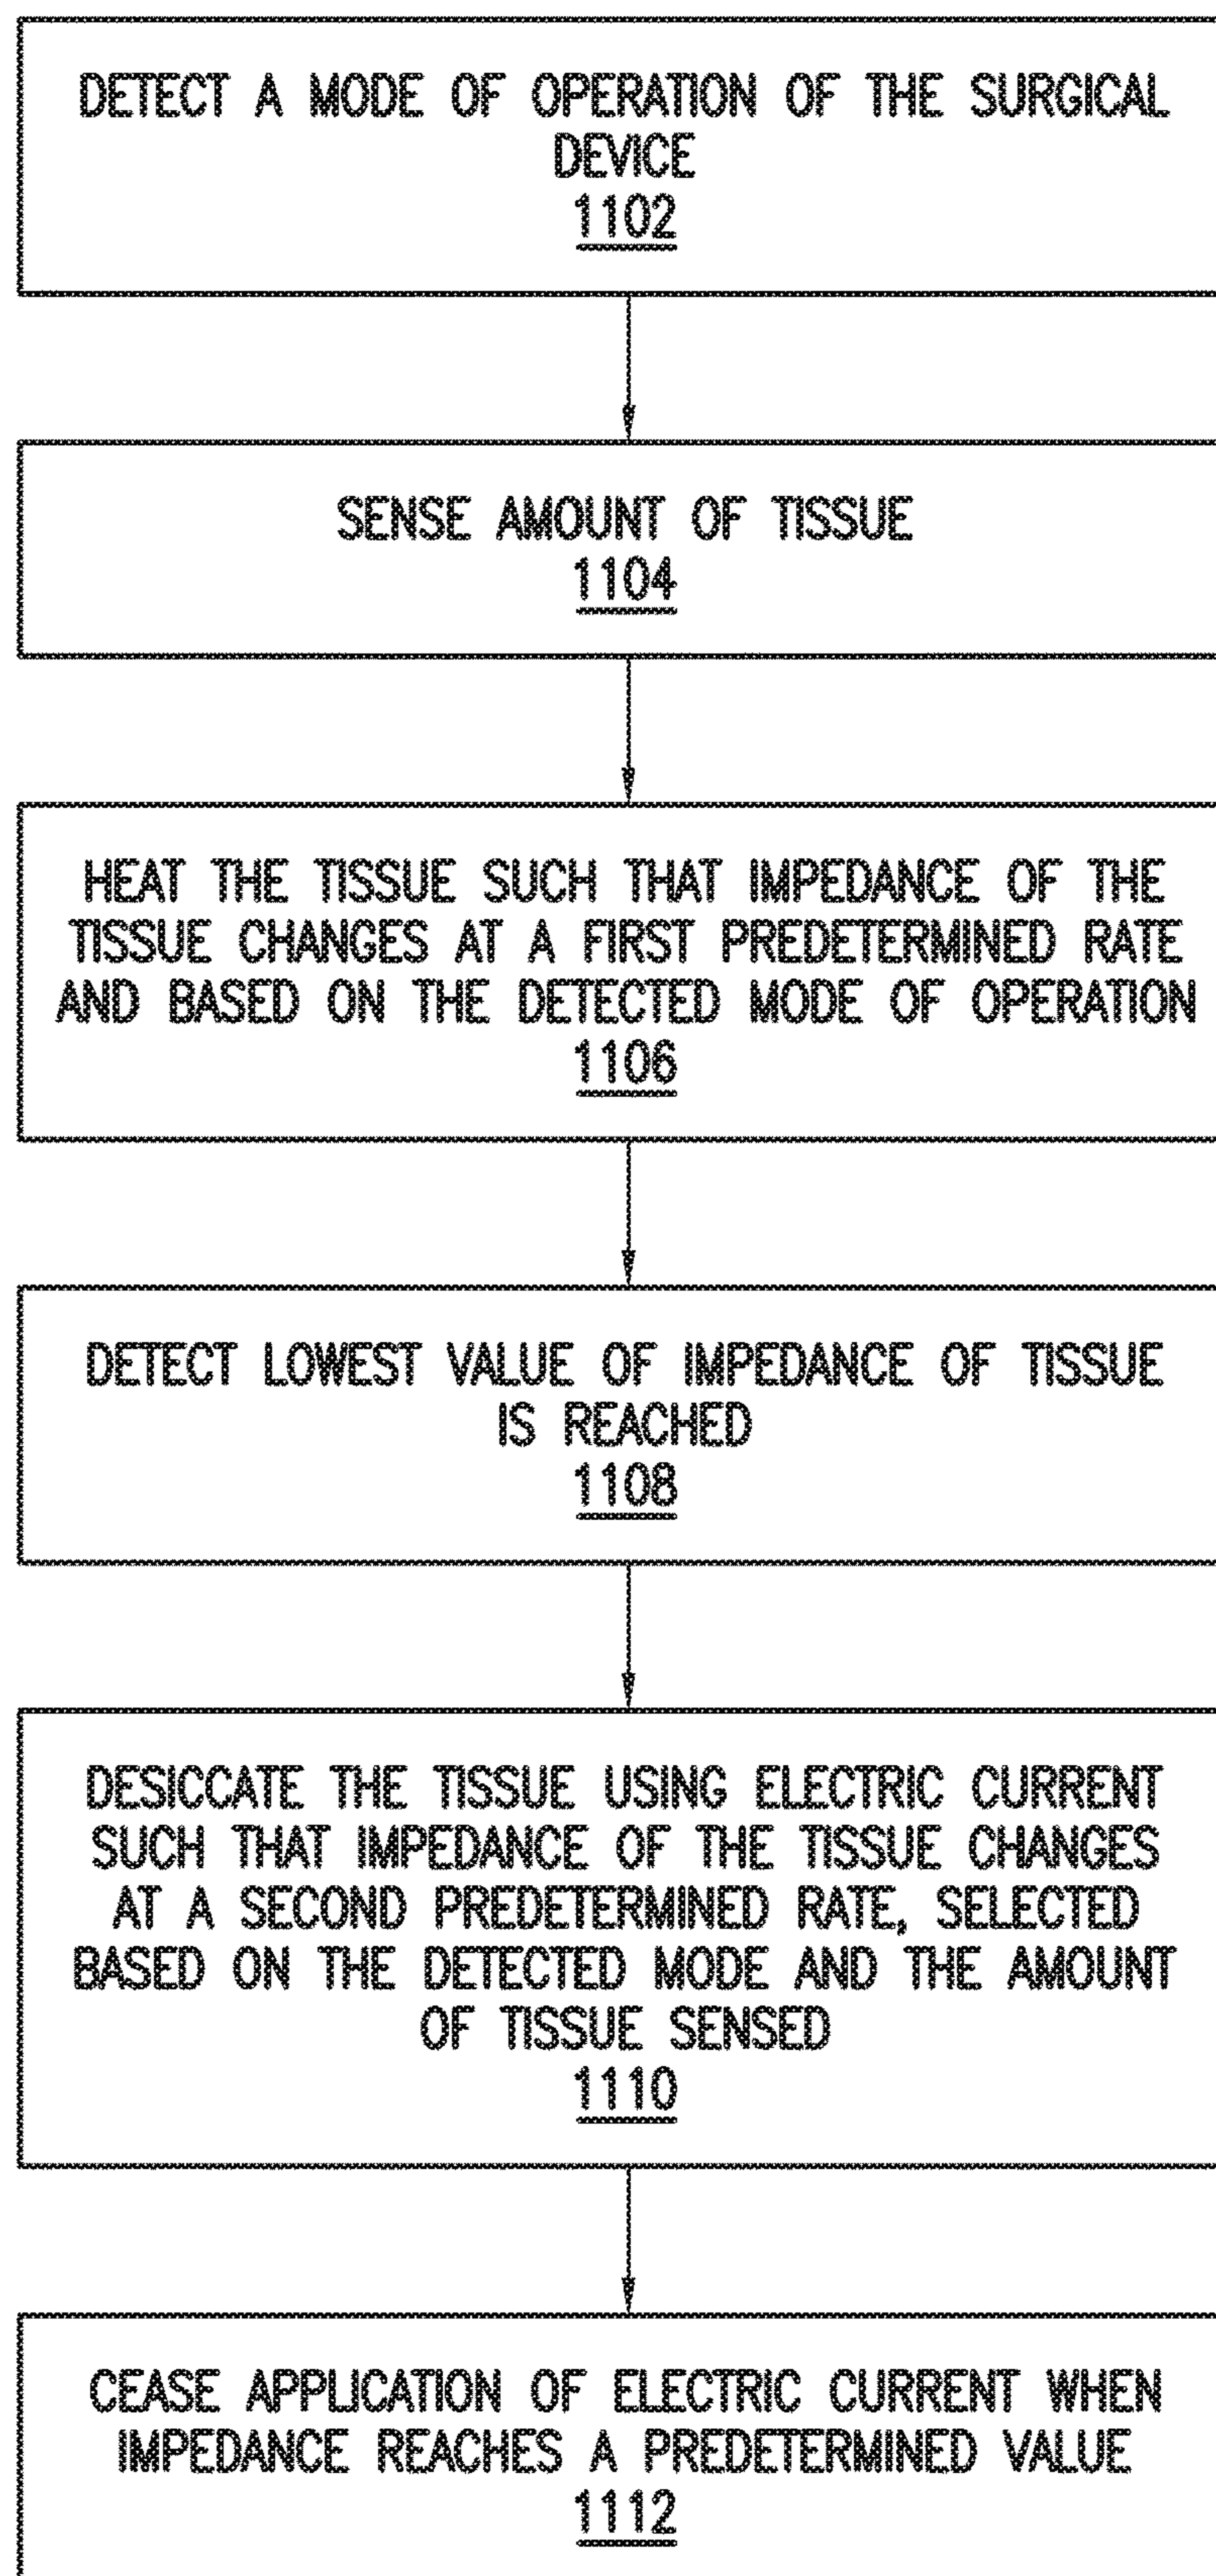 DETECT A MODE OF OPERATION OF THE SURGICAL
DEVICE
1102
SENSE AMOUNT OF TISSUE
1104
HEAT THE TISSUE SUCH THAT IMPEDANCE OF THE
TISSUE CHANGES AT A FIRST PREDETERMINED RATE
AND BASED ON THE DETECTED MODE OF OPERATION
1106
DETECT LOWEST VALUE OF IMPEDANCE OF TISSUE
IS REACHED
1108
DESICCATE THE TISSUE USING ELECTRIC CURRENT
SUCH THAT IMPEDANCE OF THE TISSUE CHANGES
AT A SECOND PREDETERMINED RATE, SELECTED
BASED ON THE DETECTED MODE AND THE AMOUNT
OF TISSUE SENSED
1110
CEASE APPLICATION OF ELECTRIC CURRENT WHEN
IMPEDANCE REACHES A PREDETERMINED VALUE
1112